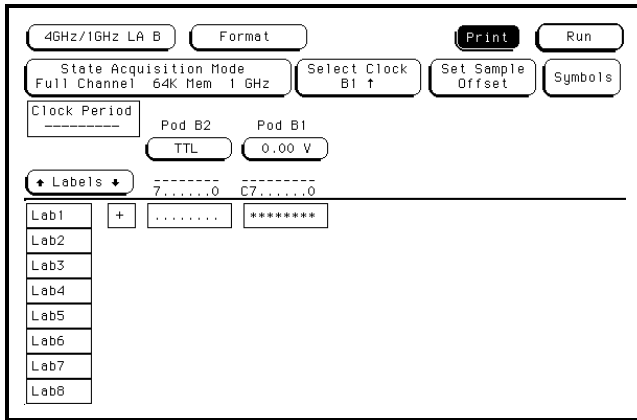 4GHz/1GHz LA B Format Print Run
State Acquisition Mode Select Clock Set Sample Symbols
Full Channel 64K Mem 1 GHz B1 ↑ Offset
Clock Period
--------- Pod B2 Pod B1
TTL 0.00 V
↑ Labels ↓ -------- ---------
7......0 C7......0
Lab1 + ........ ********
Lab2
Lab3
Lab4
Lab5
Lab6
Lab7
Lab8